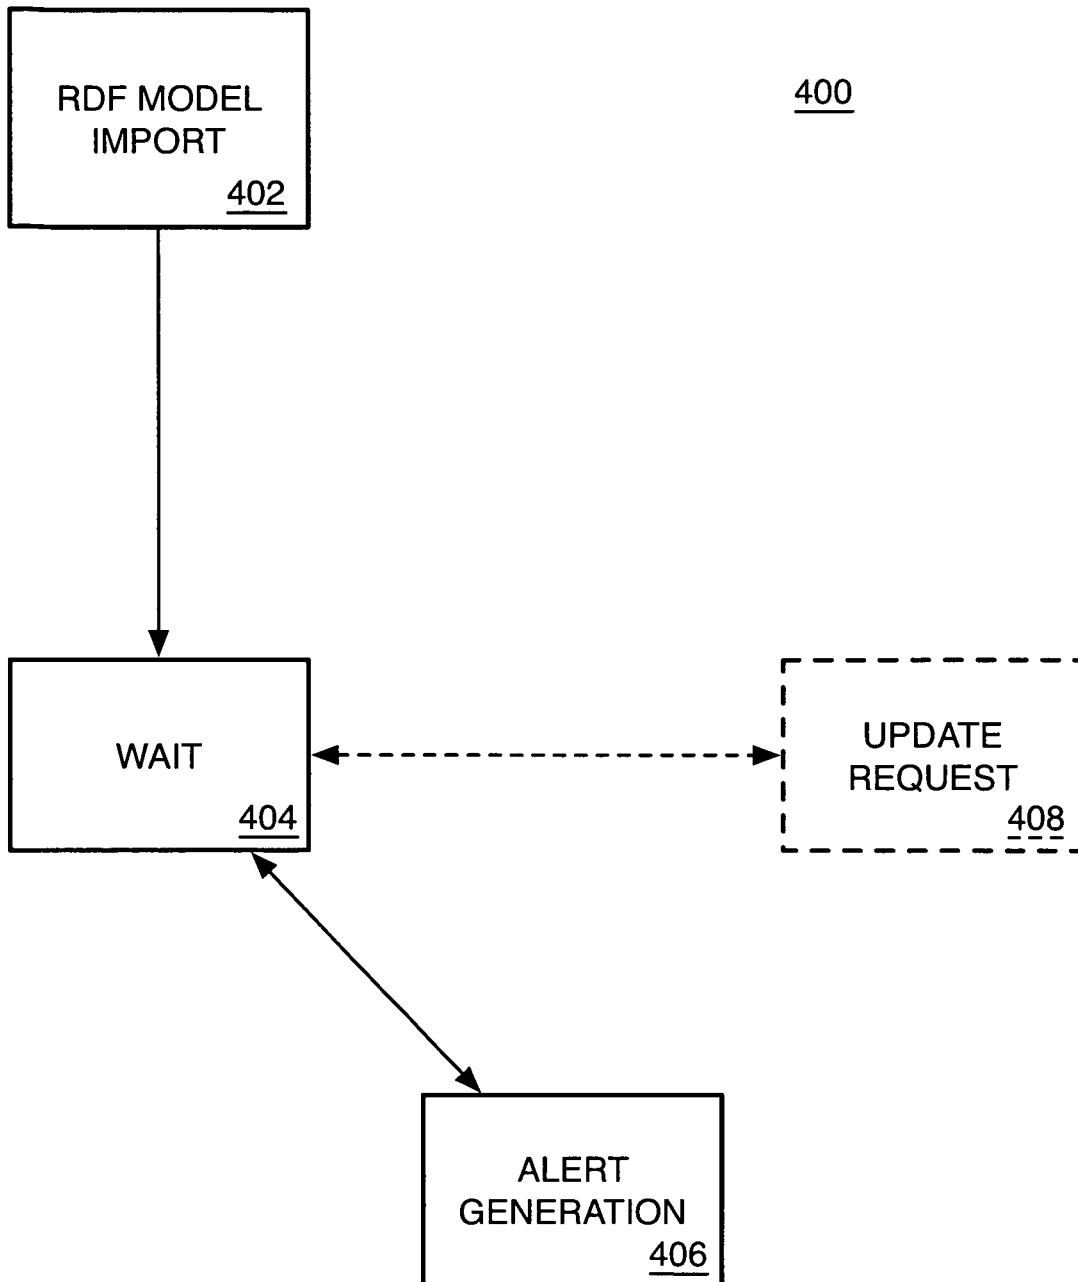 RDF MODEL
IMPORT
402
400
WAIT
404
UPDATE
REQUEST
408
ALERT
GENERATION
406